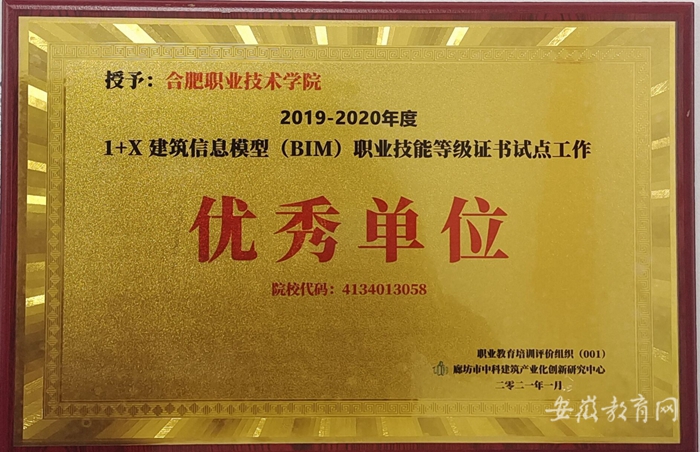 授予：合肥职业技术学院
2019-2020年度
1+X 建筑信息模型（BIM）职业技能等级证书试点工作
优秀单位
院校代码：4134013058
职业教育培训评价组织（001）
廊坊市中科建筑产业化创新研究中心
二零二一年一月
安徽教育网